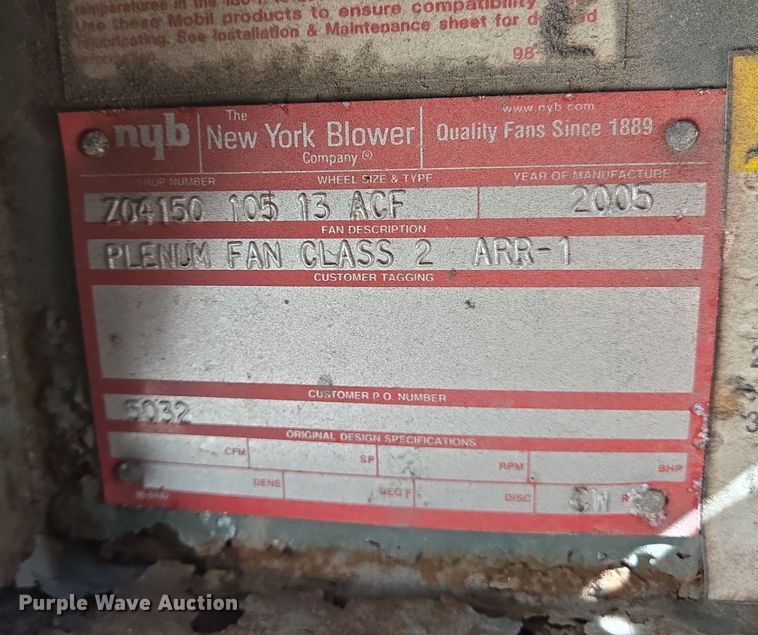 temperatures in the
Use these Mobil products to ensure compatibility
lubricating. See Installation & Maintenance sheet for
98
nyb The New York Blower Company® www.nyb.com Quality Fans Since 1889
SHOP NUMBER WHEEL SIZE & TYPE YEAR OF MANUFACTURE
Z04150 105 13 ACF 2005
FAN DESCRIPTION
PLENUM FAN CLASS 2 ARR-1
CUSTOMER TAGGING
CUSTOMER P.O. NUMBER
5032
ORIGINAL DESIGN SPECIFICATIONS
CFM SP RPM BHP
DENS DEG F DISC CW
Purple Wave Auction